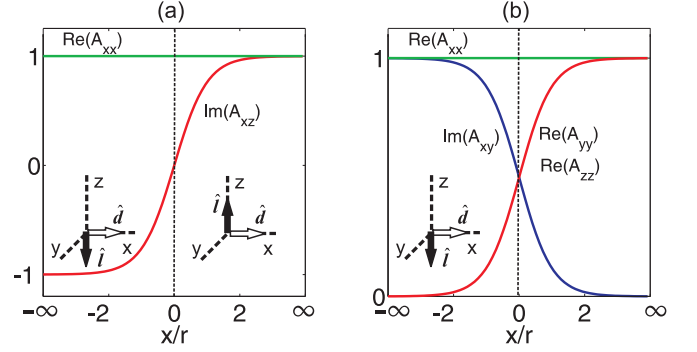 (a)
(b)
Re(A_xx)
Im(A_xz)
1
0
-1
z
l̂
d̂
y
x
l̂
z
d̂
y
x
-∞
-2
0
2
∞
x/r
Re(A_xx)
Im(A_xy)
Re(A_yy)
Re(A_zz)
1
0
z
d̂
y
x
l̂
-∞
-2
0
2
∞
x/r